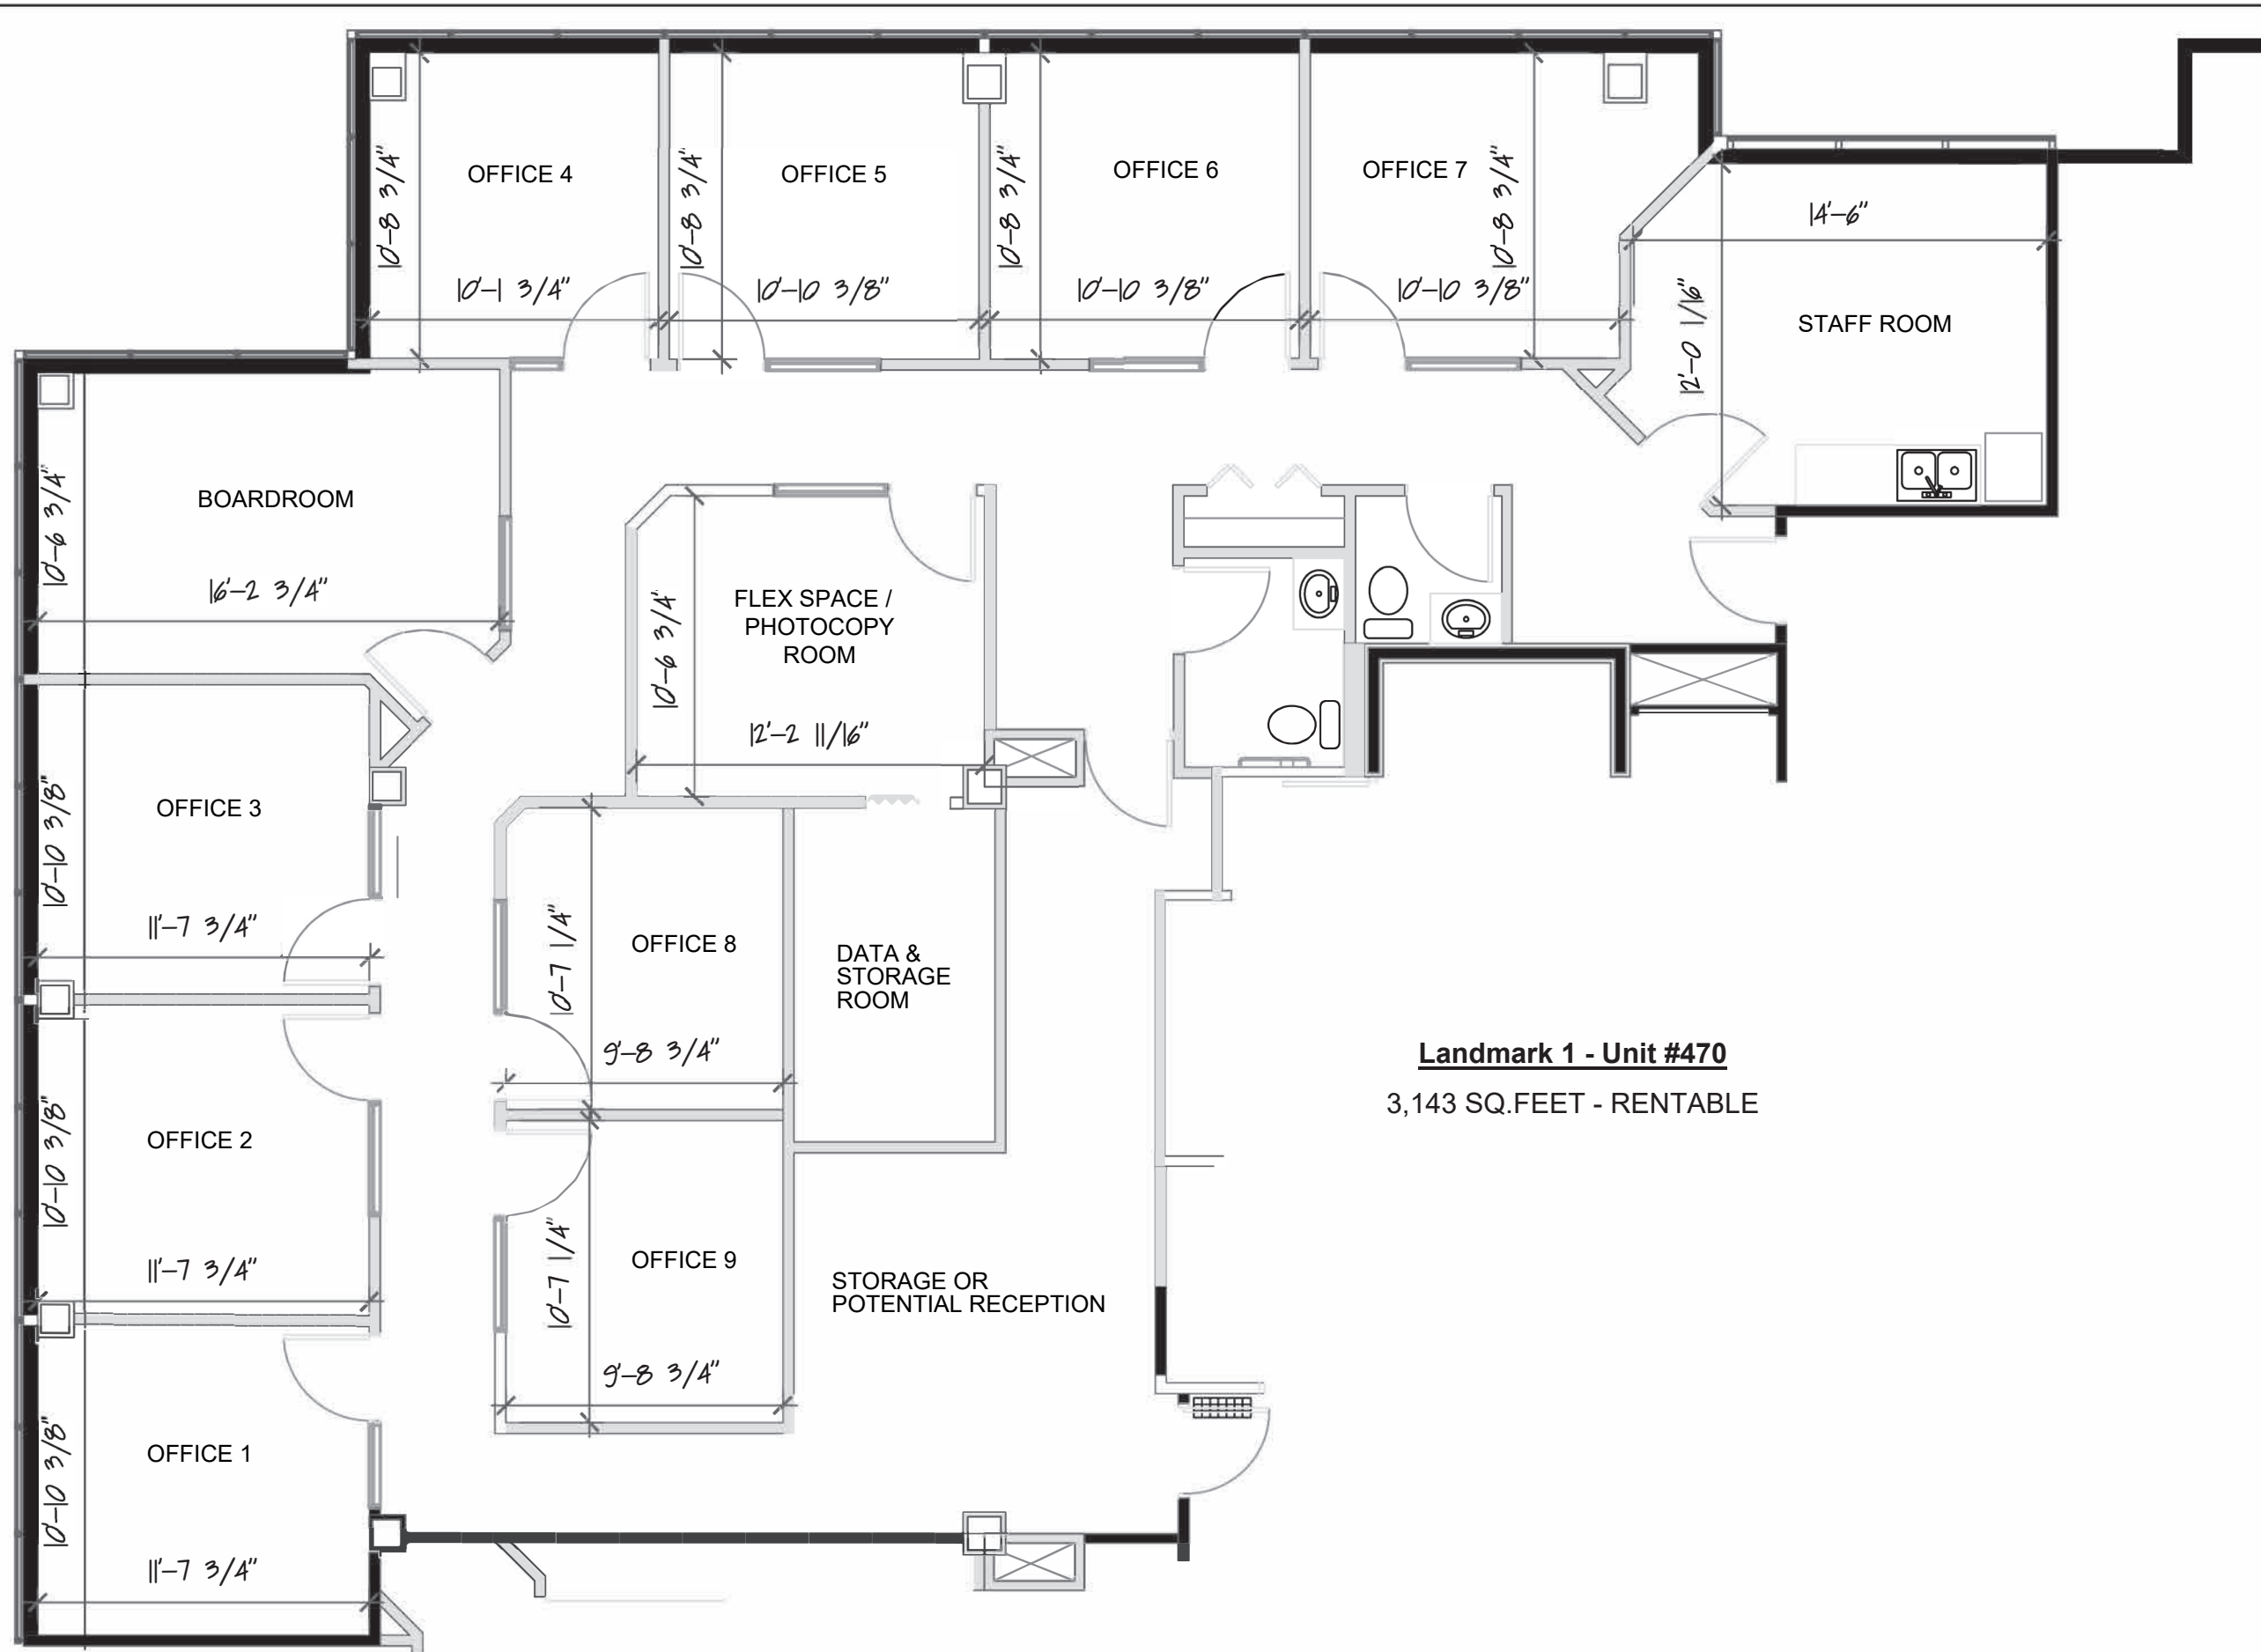 OFFICE 4
10'-8 3/4"
10'-1 3/4"
OFFICE 5
10'-8 3/4"
10'-10 3/8"
OFFICE 6
10'-8 3/4"
10'-10 3/8"
OFFICE 7
10'-8 3/4"
10'-10 3/8"
14'-6"
STAFF ROOM
12'-0 1/16"
BOARDROOM
10'-6 3/4"
16'-2 3/4"
FLEX SPACE /
PHOTOCOPY
ROOM
10'-6 3/4"
12'-2 11/16"
OFFICE 3
10'-10 3/8"
11'-7 3/4"
OFFICE 8
10'-7 1/4"
9'-8 3/4"
DATA &
STORAGE
ROOM
OFFICE 2
10'-10 3/8"
11'-7 3/4"
OFFICE 9
10'-7 1/4"
9'-8 3/4"
STORAGE OR
POTENTIAL RECEPTION
OFFICE 1
10'-10 3/8"
11'-7 3/4"
Landmark 1 - Unit #470
3,143 SQ.FEET - RENTABLE